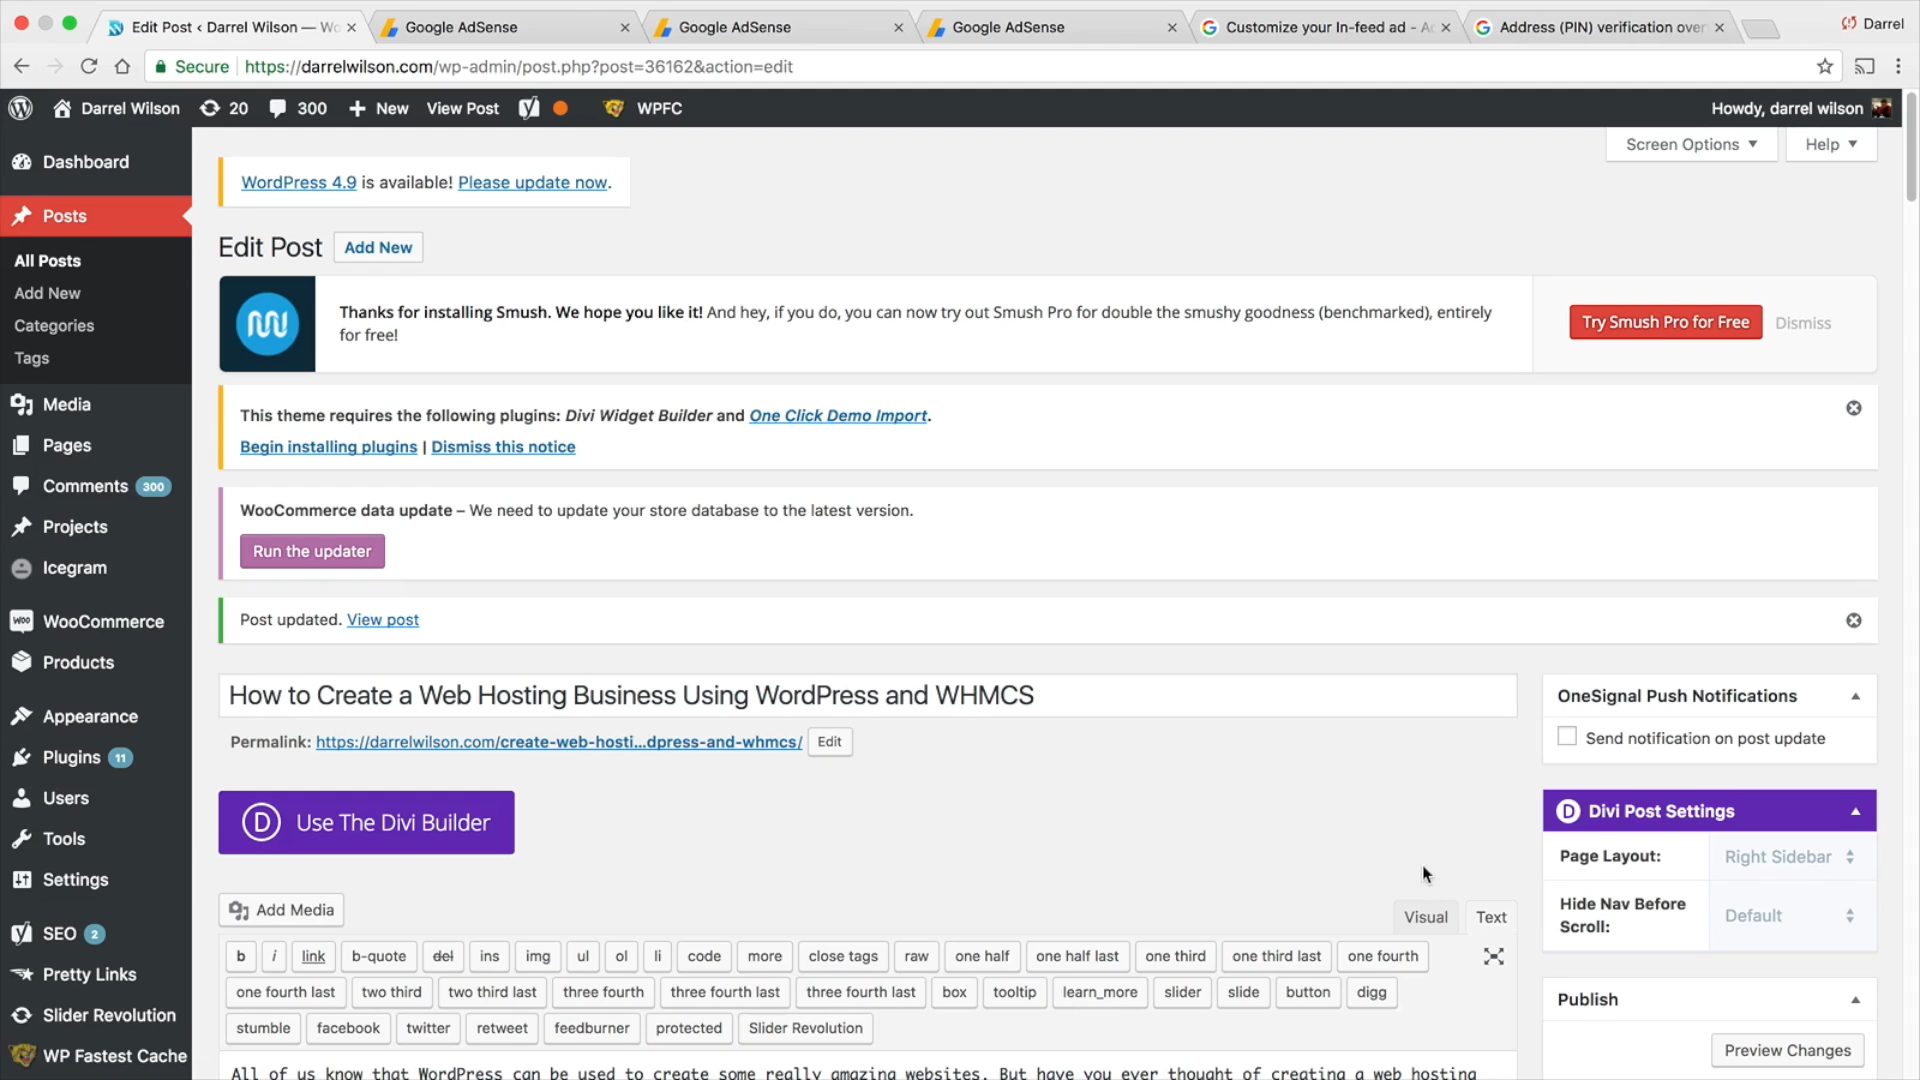 Edit Post < Darrel Wilson — Wo
Google AdSense
Google AdSense
Google AdSense
Customize your In-feed ad - Ad
Address (PIN) verification over
Darrel
Secure
https://darrelwilson.com/wp-admin/post.php?post=36162&action=edit
Darrel Wilson
20
300
New
View Post
WPFC
Howdy, darrel wilson
Dashboard
Posts
All Posts
Add New
Categories
Tags
Media
Pages
Comments 300
Projects
Icegram
WooCommerce
Products
Appearance
Plugins 11
Users
Tools
Settings
SEO 2
Pretty Links
Slider Revolution
WP Fastest Cache
Screen Options
Help
WordPress 4.9 is available! Please update now.
Edit Post
Add New
Thanks for installing Smush. We hope you like it! And hey, if you do, you can now try out Smush Pro for double the smushy goodness (benchmarked), entirely
for free!
Try Smush Pro for Free
Dismiss
This theme requires the following plugins: Divi Widget Builder and One Click Demo Import.
Begin installing plugins | Dismiss this notice
WooCommerce data update – We need to update your store database to the latest version.
Run the updater
Post updated. View post
How to Create a Web Hosting Business Using WordPress and WHMCS
Permalink: https://darrelwilson.com/create-web-hosti...dpress-and-whmcs/ Edit
D Use The Divi Builder
Add Media
Visual
Text
b i link b-quote del ins img ul ol li code more close tags raw one half one half last one third one third last one fourth
one fourth last two third two third last three fourth three fourth last three fourth last box tooltip learn_more slider slide button digg
stumble facebook twitter retweet feedburner protected Slider Revolution
All of us know that WordPress can be used to create some really amazing websites. But have you ever thought of creating a web hosting
OneSignal Push Notifications
Send notification on post update
D Divi Post Settings
Page Layout: Right Sidebar
Hide Nav Before Default
Scroll:
Publish
Preview Changes